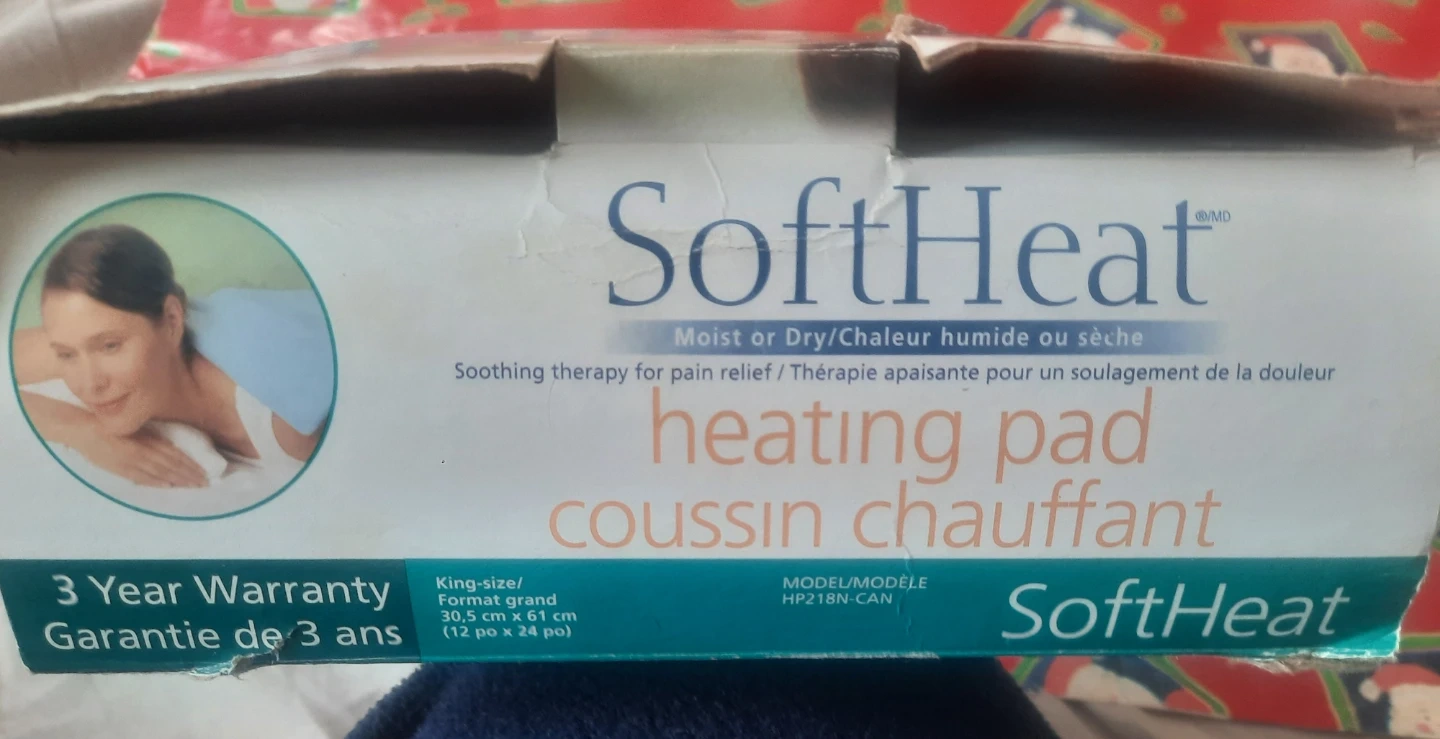 SoftHeat®/MD
Moist or Dry/Chaleur humide ou sèche
Soothing therapy for pain relief / Thérapie apaisante pour un soulagement de la douleur
heating pad
coussin chauffant
3 Year Warranty
Garantie de 3 ans
King-size/
Format grand
30,5 cm x 61 cm
(12 po x 24 po)
MODEL/MODÈLE
HP218N-CAN
SoftHeat